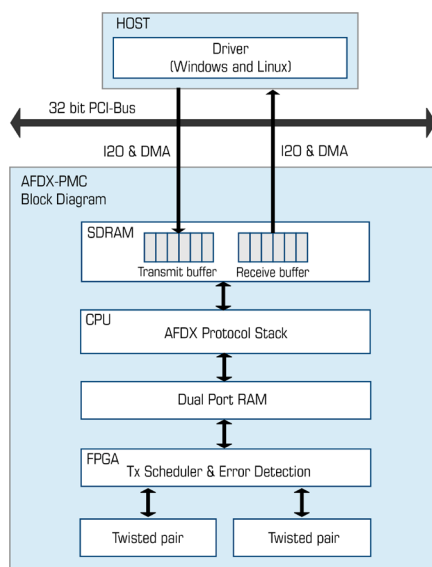 HOST
Driver
(Windows and Linux)
32 bit PCI-Bus
I2O & DMA
I2O & DMA
AFDX-PMC
Block Diagram
SDRAM
Transmit buffer
Receive buffer
CPU
AFDX Protocol Stack
Dual Port RAM
FPGA
Tx Scheduler & Error Detection
Twisted pair
Twisted pair